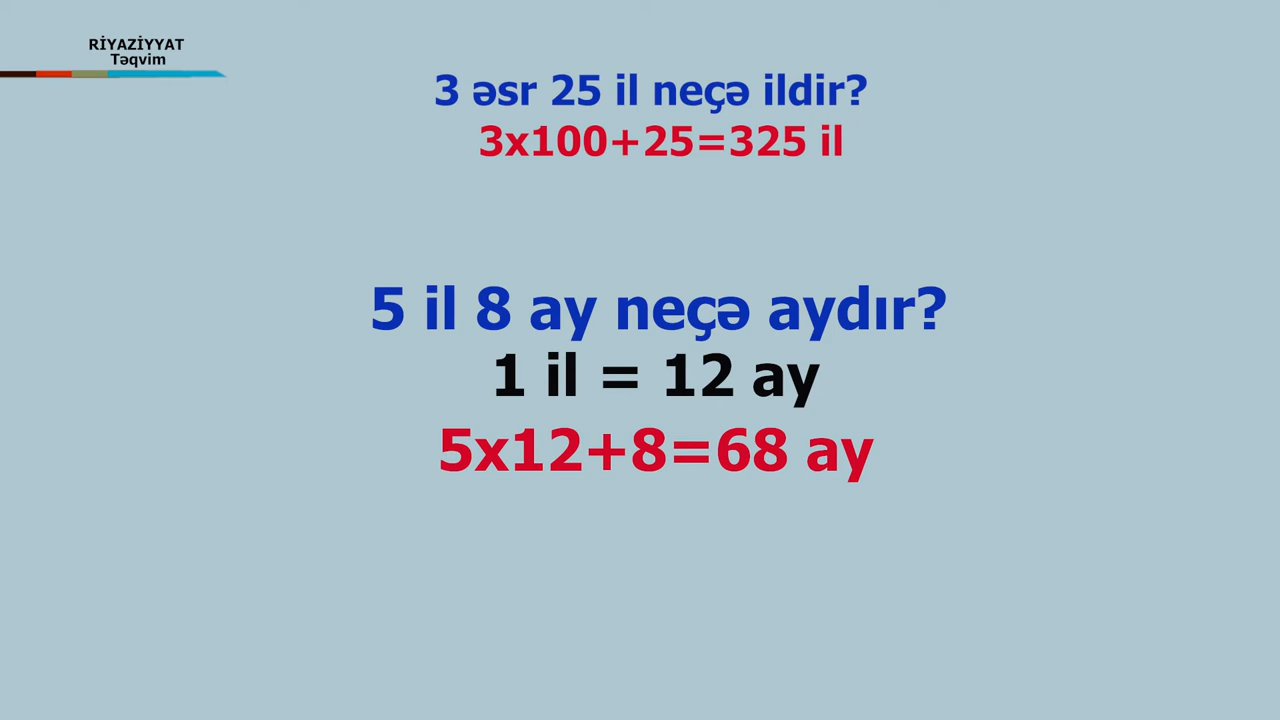 RİYAZİYYAT
Təqvim
3 əsr 25 il neçə ildir?
3x100+25=325 il
5 il 8 ay neçə aydır?
1 il = 12 ay
5x12+8=68 ay